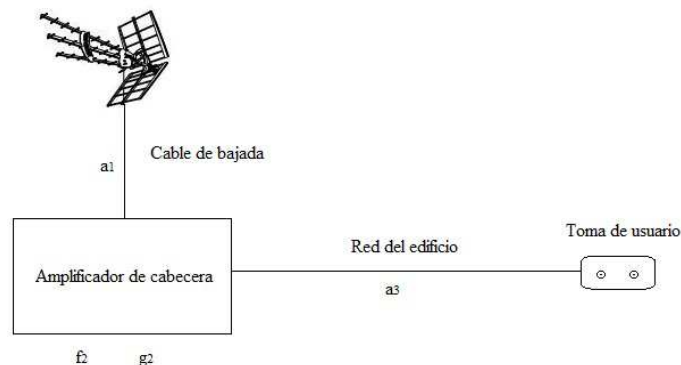 Cable de bajada
a1
Toma de usuario
Red del edificio
Amplificador de cabecera
a3
f2 g2